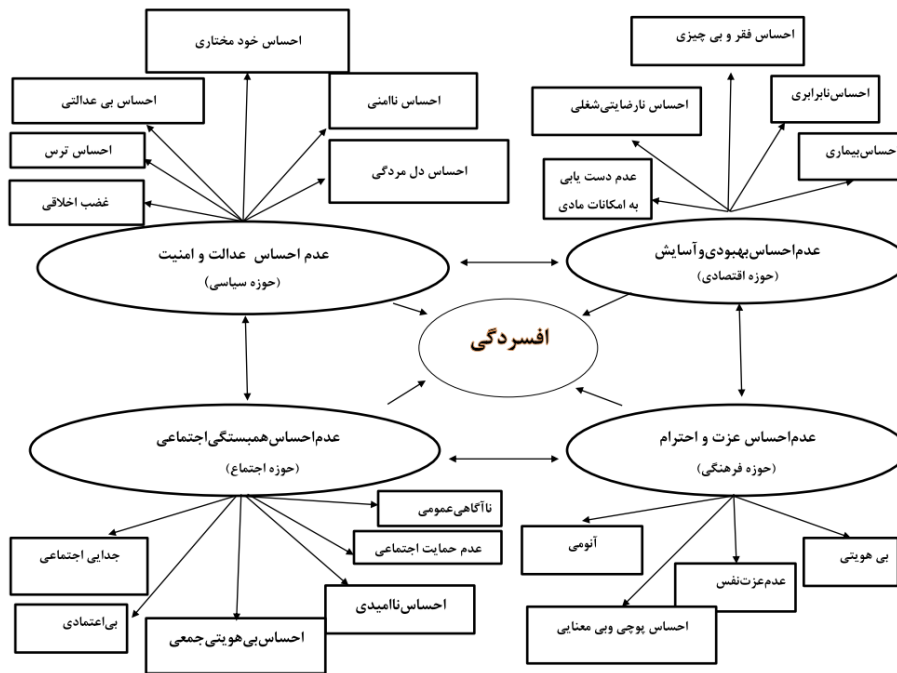 احساس خود مختاری
احساس فقر و بی چیزی
احساس نابرابری
احساس ناامنی
احساس بی عدالتی
احساس نارضایتی‌شغلی
احساس بیماری
احساس ترس
احساس دل مردگی
عدم دست یابی
به امکانات مادی
غضب اخلاقی
عدم‌احساس‌بهبودی‌و‌آسایش
(حوزه اقتصادی)
عدم احساس عدالت و امنیت
(حوزه سیاسی)
افسردگی
عدم‌احساس عزت و احترام
(حوزه فرهنگی)
عدم‌احساس‌همبستگی‌اجتماعی
(حوزه اجتماع)
ناآگاهی‌عمومی
آنومی
بی هویتی
عدم حمایت اجتماعی
جدایی اجتماعی
عدم‌عزت‌نفس
احساس‌ناامیدی
بی‌اعتمادی
احساس پوچی وبی معنایی
احساس‌بی‌هویتی‌جمعی